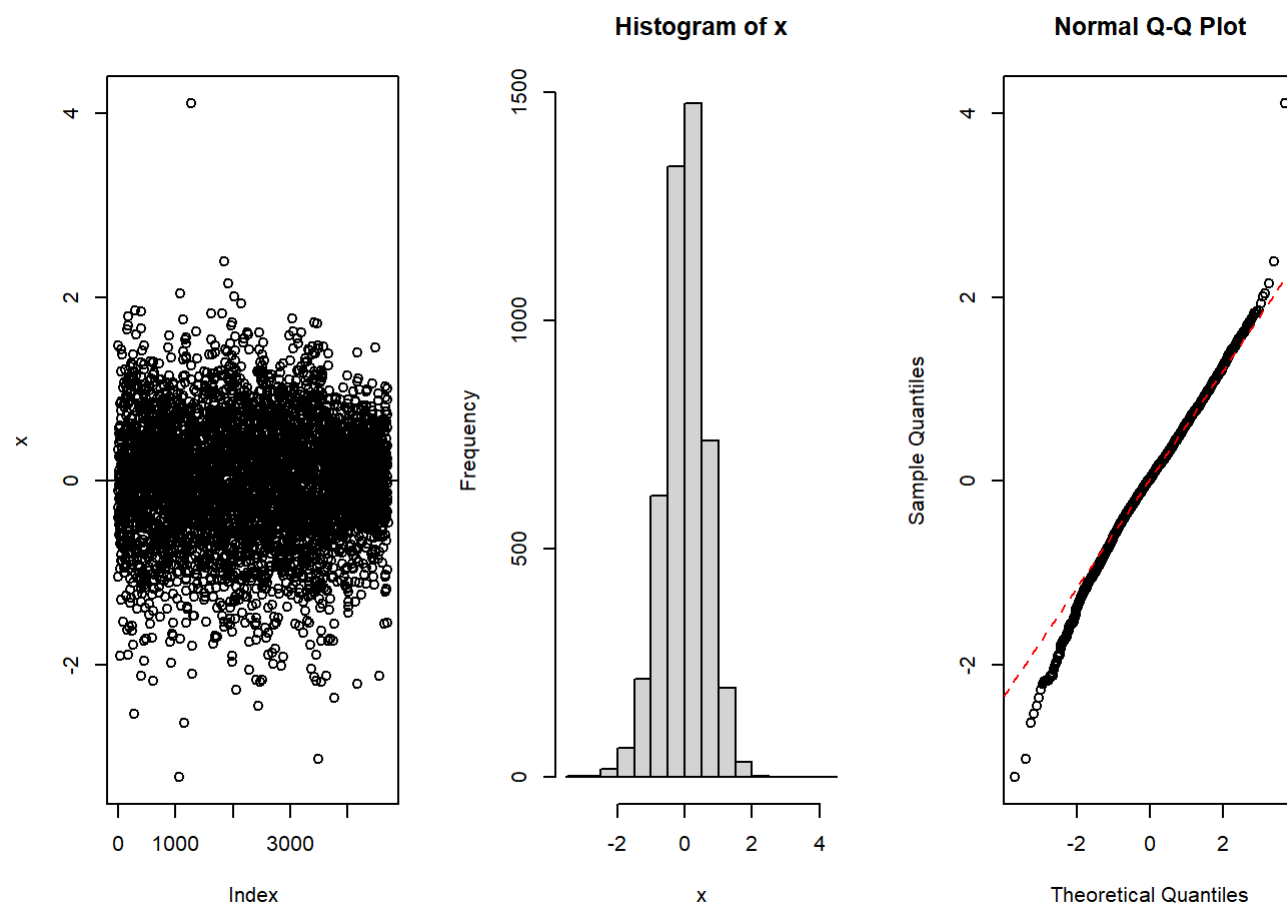 4
2
0
-2
x
0
1000
3000
Index
Histogram of x
1500
1000
500
0
Frequency
-2
0
2
4
x
Normal Q-Q Plot
4
2
0
-2
Sample Quantiles
-2
0
2
Theoretical Quantiles